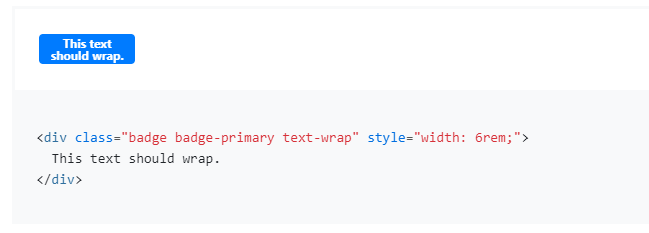 This text
should wrap.
<div class="badge badge-primary text-wrap" style="width: 6rem;">
  This text should wrap.
</div>